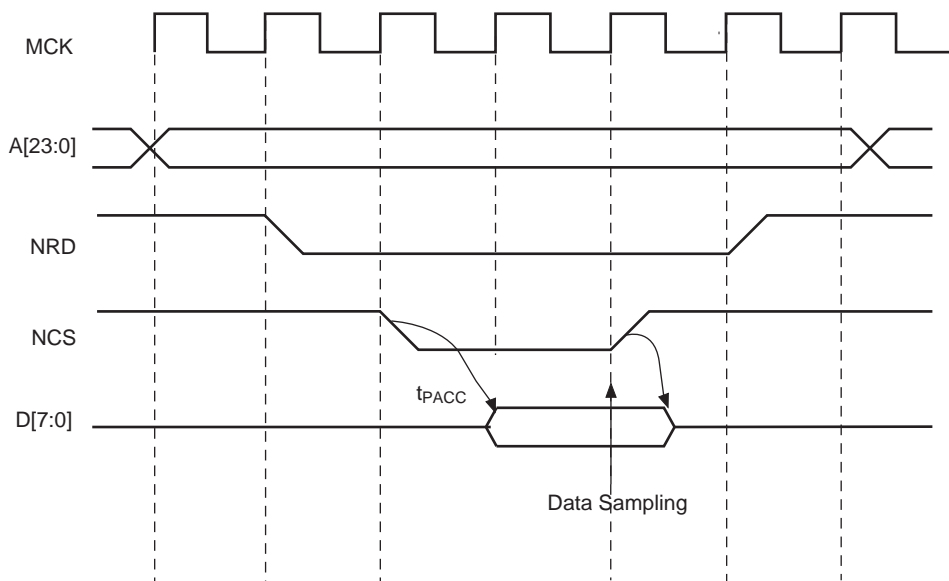 MCK
A[23:0]
NRD
NCS
tPACC
D[7:0]
Data Sampling